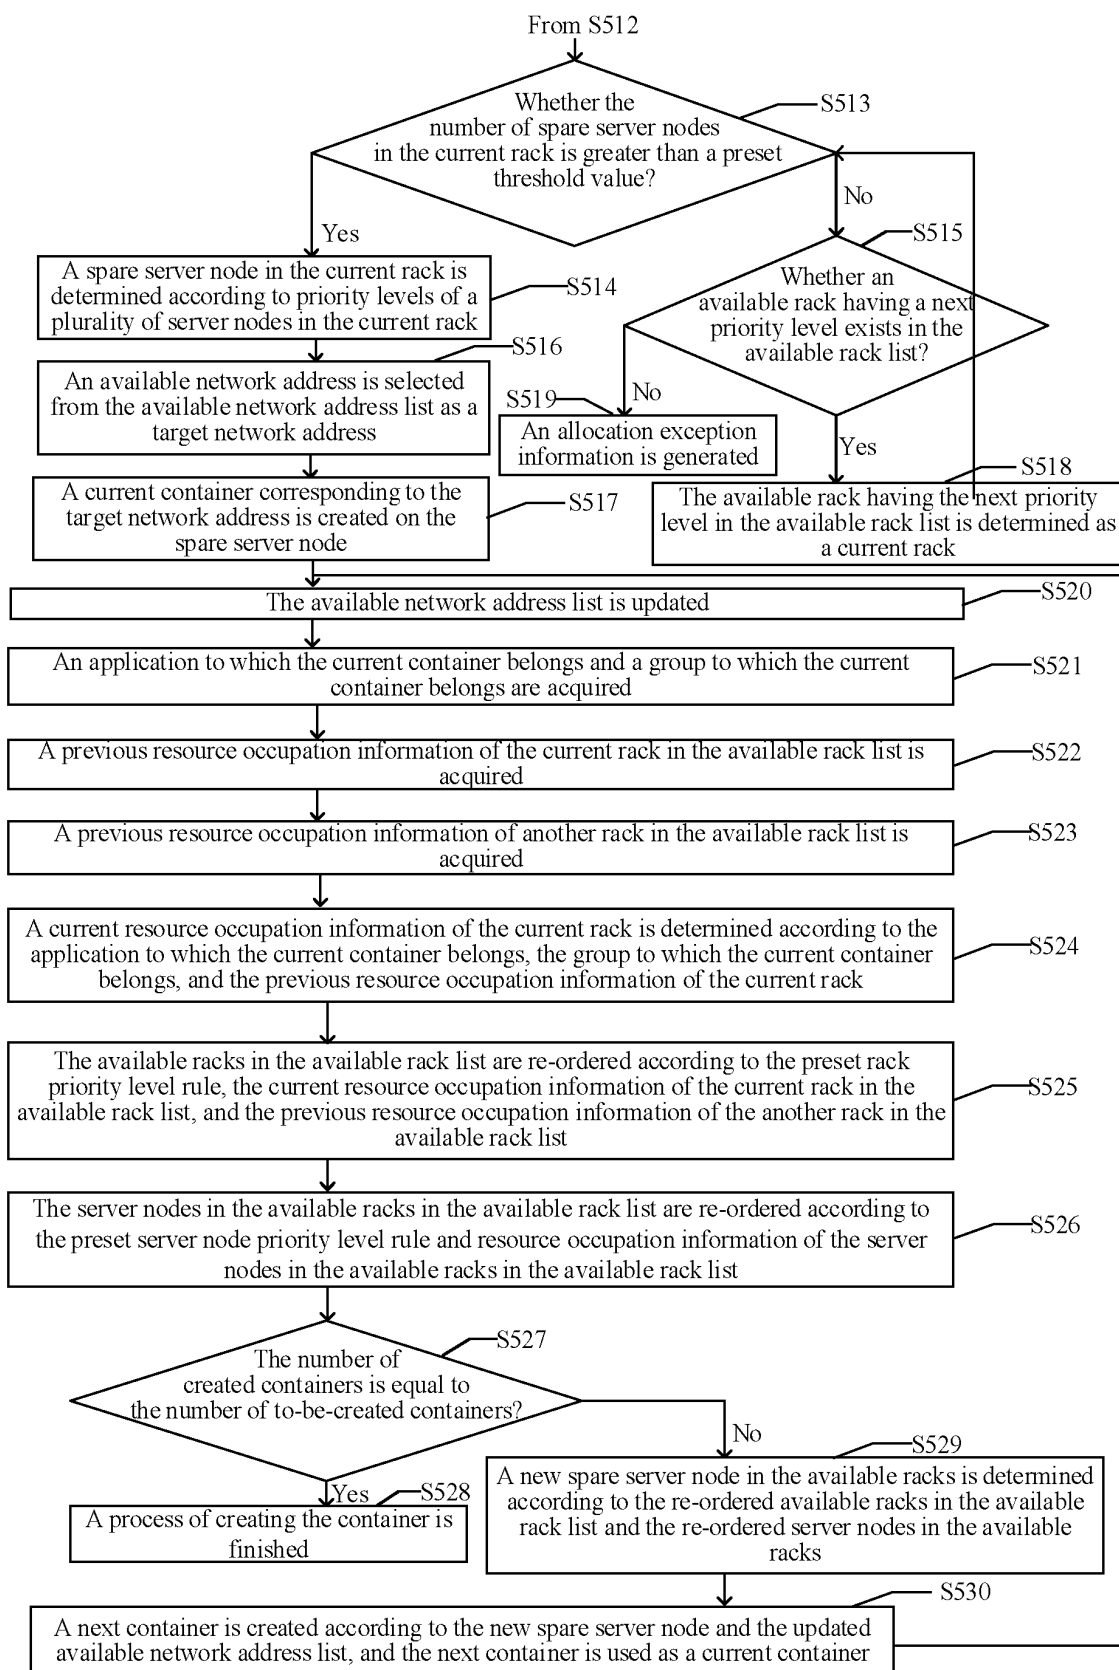 From S512
Whether the
number of spare server nodes
in the current rack is greater than a preset
threshold value?
S513
Yes
No
A spare server node in the current rack is
determined according to priority levels of a
plurality of server nodes in the current rack
S514
Whether an
available rack having a next
priority level exists in the
available rack list?
S515
An available network address is selected
from the available network address list as a
target network address
S516
No
S519
An allocation exception
information is generated
Yes
S518
The available rack having the next priority
level in the available rack list is determined as
a current rack
A current container corresponding to the
target network address is created on the
spare server node
S517
The available network address list is updated
S520
An application to which the current container belongs and a group to which the current
container belongs are acquired
S521
A previous resource occupation information of the current rack in the available rack list is
acquired
S522
A previous resource occupation information of another rack in the available rack list is
acquired
S523
A current resource occupation information of the current rack is determined according to the
application to which the current container belongs, the group to which the current container
belongs, and the previous resource occupation information of the current rack
S524
The available racks in the available rack list are re-ordered according to the preset rack
priority level rule, the current resource occupation information of the current rack in the
available rack list, and the previous resource occupation information of the another rack in the
available rack list
S525
The server nodes in the available racks in the available rack list are re-ordered according to
the preset server node priority level rule and resource occupation information of the server
nodes in the available racks in the available rack list
S526
The number of
created containers is equal to
the number of to-be-created containers?
S527
No
Yes
S528
A process of creating the container is
finished
S529
A new spare server node in the available racks is determined
according to the re-ordered available racks in the available
rack list and the re-ordered server nodes in the available
racks
S530
A next container is created according to the new spare server node and the updated
available network address list, and the next container is used as a current container